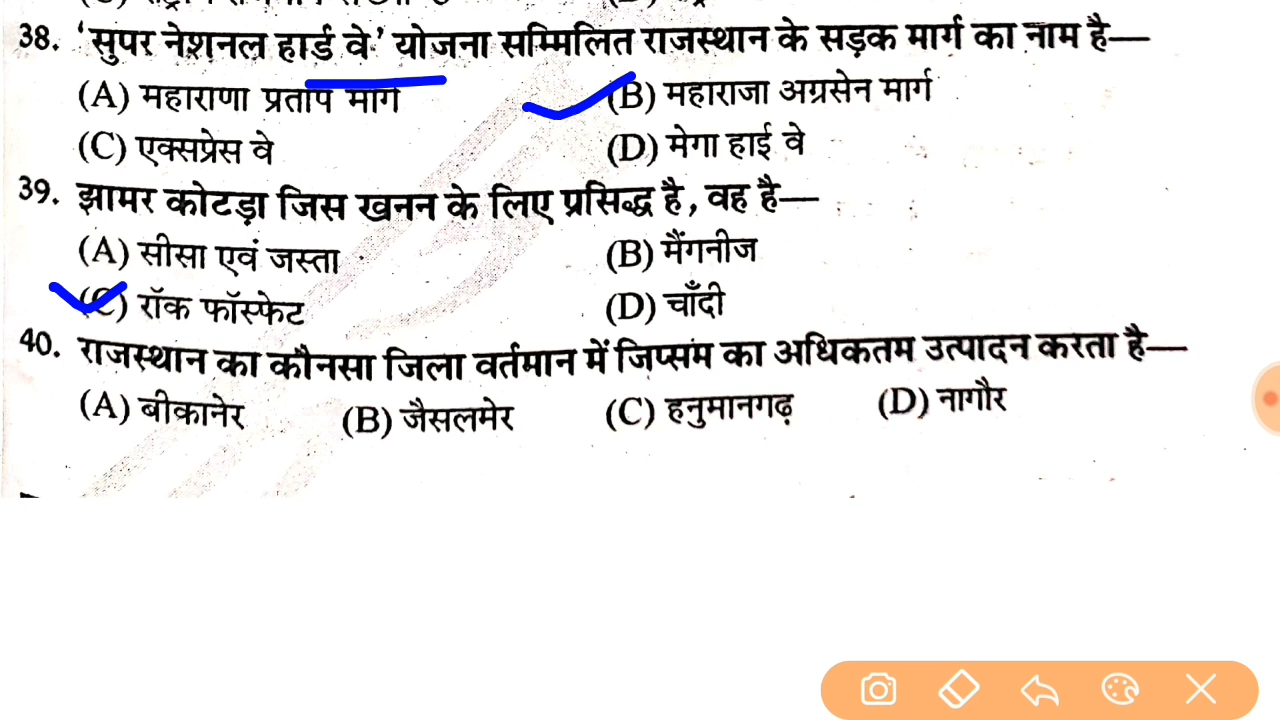 38. 'सुपर नेशनल हार्ड वे' योजना सम्मिलित राजस्थान के सड़क मार्ग का नाम है—
(A) महाराणा प्रताप मार्ग (B) महाराजा अग्रसेन मार्ग
(C) एक्सप्रेस वे (D) मेगा हाई वे
39. झामर कोटड़ा जिस खनन के लिए प्रसिद्ध है, वह है—
(A) सीसा एवं जस्ता (B) मैंगनीज
(C) रॉक फॉस्फेट (D) चाँदी
40. राजस्थान का कौनसा जिला वर्तमान में जिप्सम का अधिकतम उत्पादन करता है—
(A) बीकानेर (B) जैसलमेर (C) हनुमानगढ़ (D) नागौर